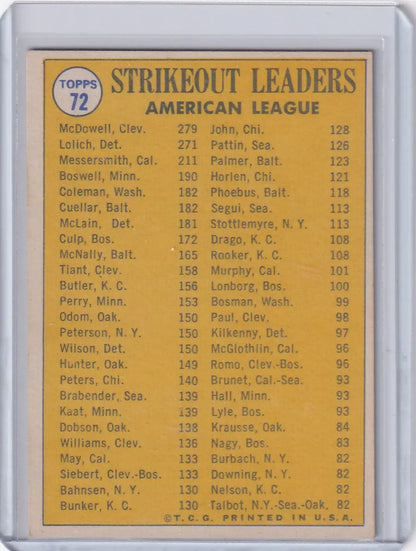 TOPPS
72
STRIKEOUT LEADERS
AMERICAN LEAGUE
McDowell, Clev. 279 John, Chi. 128
Lolich, Det. 271 Pattin, Sea. 126
Messersmith, Cal. 211 Palmer, Balt. 123
Boswell, Minn. 190 Horlen, Chi. 121
Coleman, Wash. 182 Phoebus, Balt. 118
Cuellar, Balt. 182 Segui, Sea. 113
McLain, Det. 181 Stottlemyre, N. Y. 113
Culp, Bos. 172 Drago, K. C. 108
McNally, Balt. 165 Rooker, K. C. 108
Tiant, Clev. 158 Murphy, Cal. 101
Butler, K. C. 156 Lonborg, Bos. 100
Perry, Minn. 153 Bosman, Wash. 99
Odom, Oak. 150 Paul, Clev. 98
Peterson, N. Y. 150 Kilkenny, Det. 97
Wilson, Det. 150 McGlothlin, Cal. 96
Hunter, Oak. 149 Romo, Clev.-Bos. 96
Peters, Chi. 140 Brunet, Cal.-Sea. 93
Brabender, Sea. 139 Hall, Minn. 93
Kaat, Minn. 139 Lyle, Bos. 93
Dobson, Oak. 138 Krausse, Oak. 84
Williams, Clev. 136 Nagy, Bos. 83
May, Cal. 133 Burbach, N. Y. 82
Siebert, Clev.-Bos. 133 Downing, N. Y. 82
Bahnsen, N. Y. 130 Nelson, K. C. 82
Bunker, K. C. 130 Talbot, N.Y.-Sea.-Oak. 82
©T.C.G. PRINTED IN U.S.A.